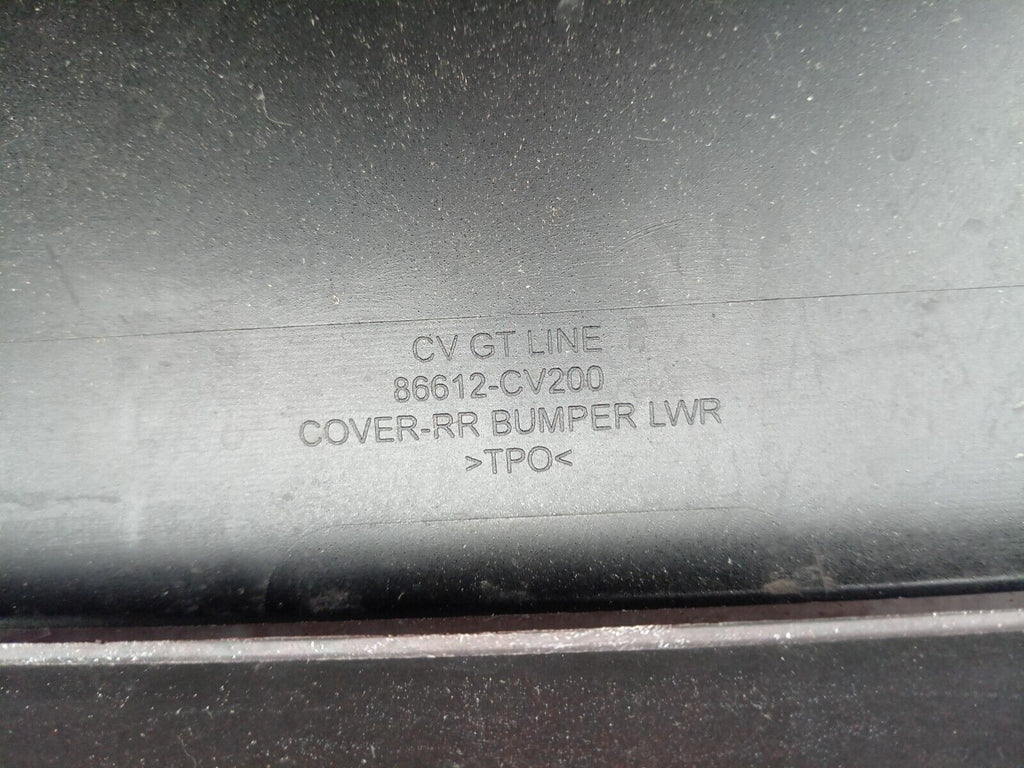 CV GT LINE
86612-CV200
COVER-RR BUMPER LWR
>TPO<